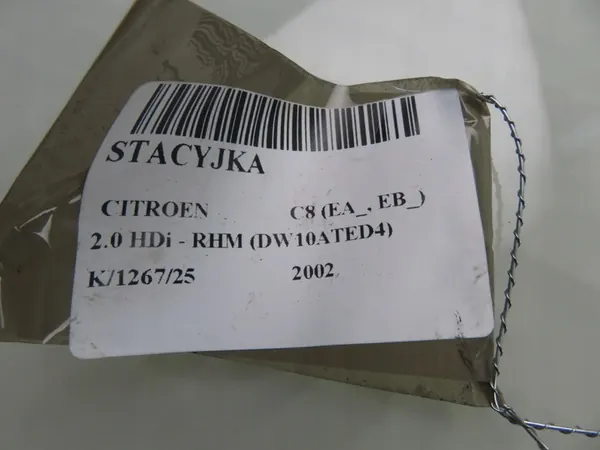 STACYJKA
CITROEN C8 (EA_, EB_)
2.0 HDi - RHM (DW10ATED4)
K/1267/25 2002